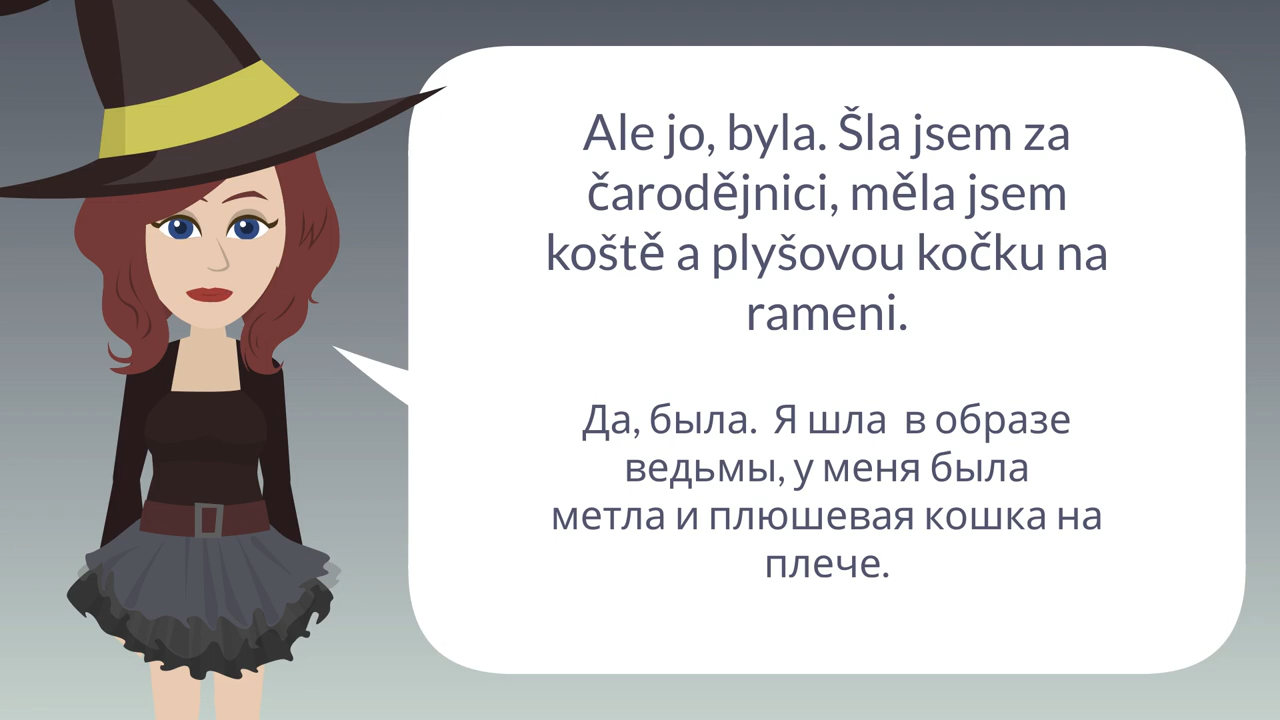 Ale jo, byla. Šla jsem za
čarodějnici, měla jsem
koště a plyšovou kočku na
rameni.
Да, была.  Я шла  в образе
ведьмы, у меня была
метла и плюшевая кошка на
плече.